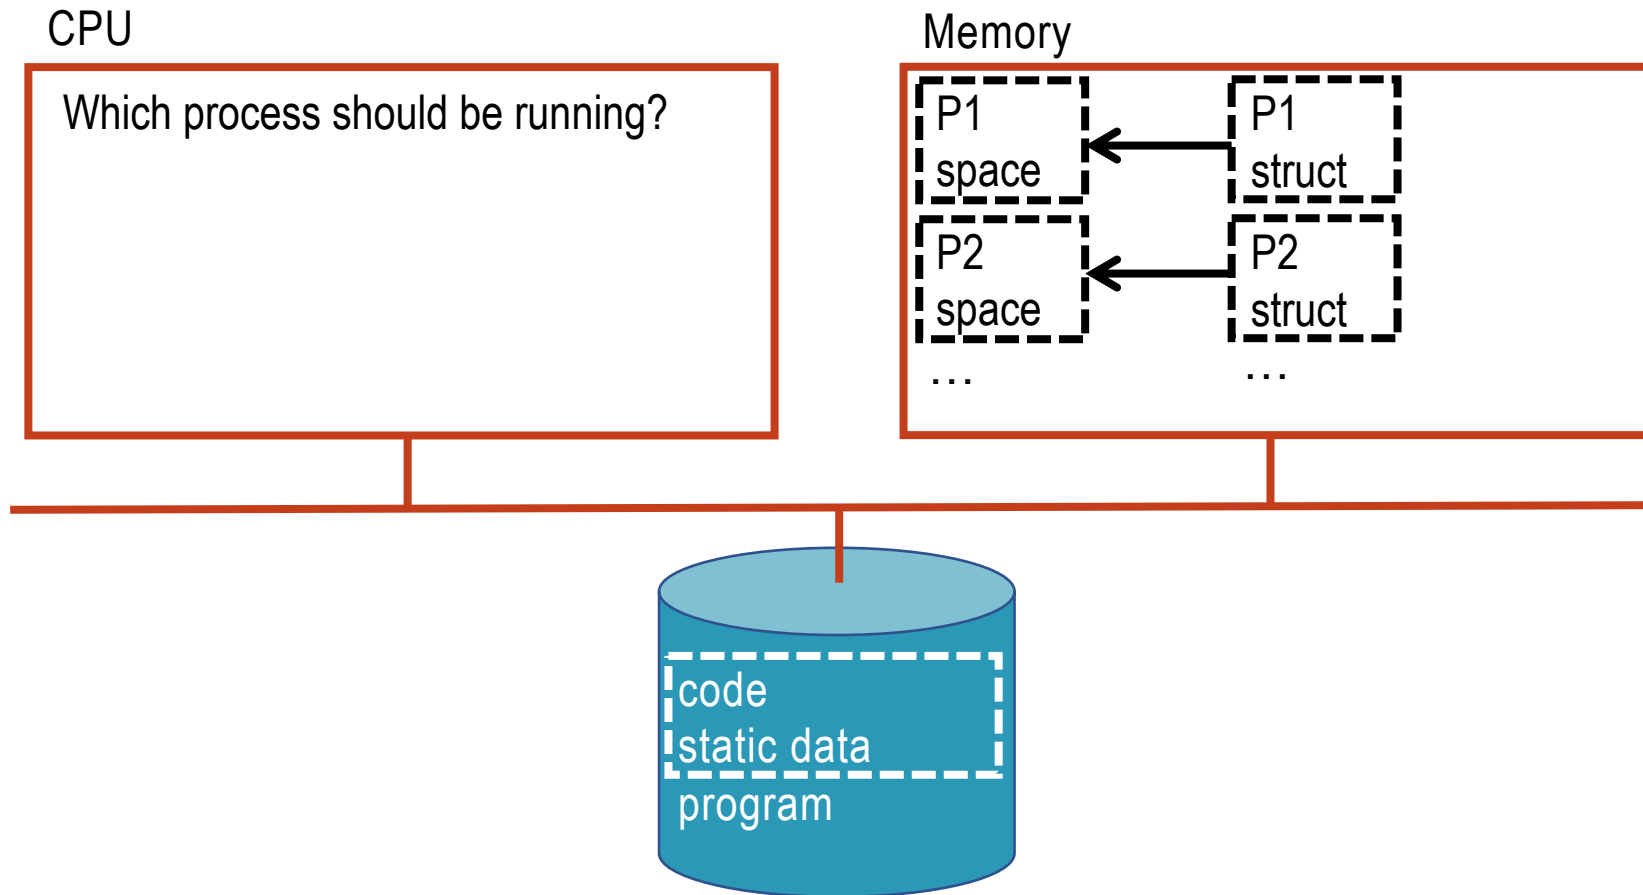 CPU
Memory
Which process should be running?
P1
space
P1
struct
P2
space
P2
struct
...
...
code
static data
program